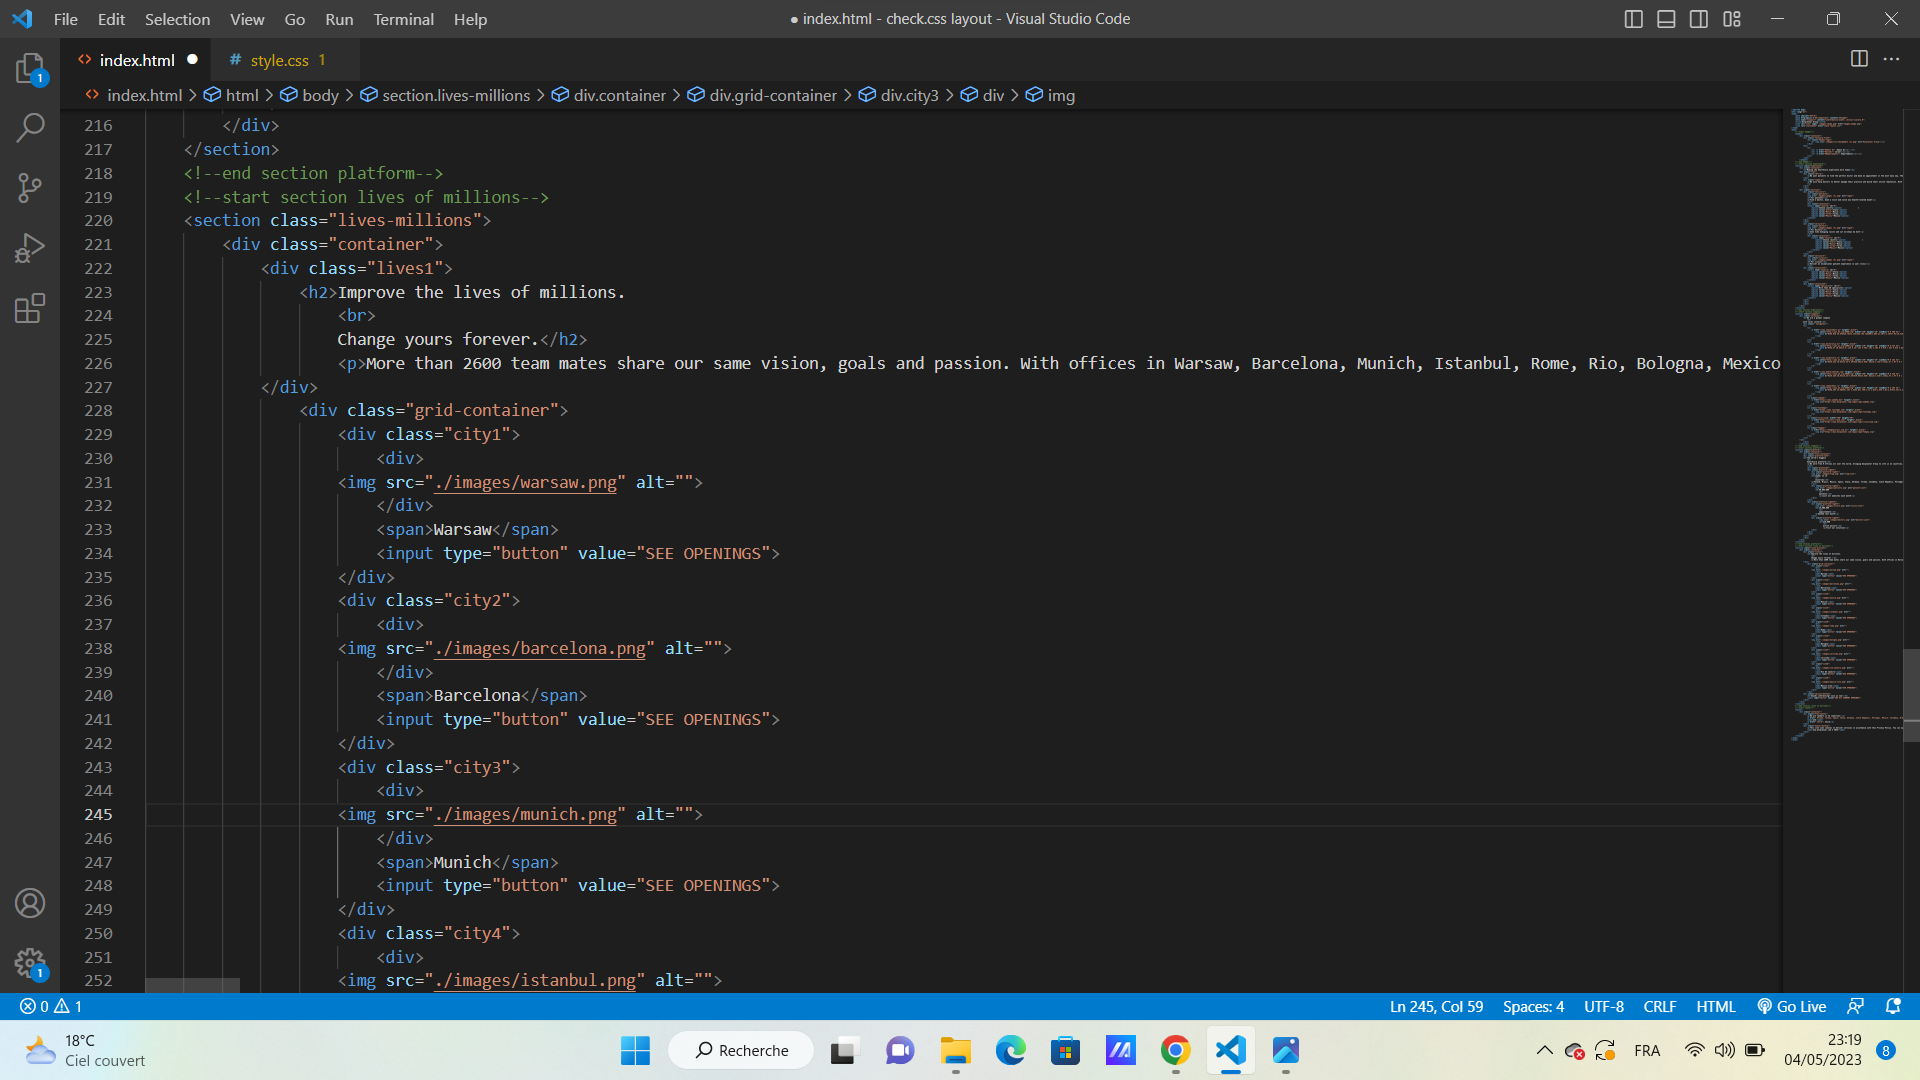 File Edit Selection View Go Run Terminal Help
● index.html - check.css layout - Visual Studio Code
index.html ●
# style.css 1
1
index.html > html > body > section.lives-millions > div.container > div.grid-container > div.city3 > div > img
216 </div>
217 </section>
218 <!--end section platform-->
219 <!--start section lives of millions-->
220 <section class="lives-millions">
221 <div class="container">
222 <div class="lives1">
223 <h2>Improve the lives of millions.
224 <br>
225 Change yours forever.</h2>
226 <p>More than 2600 team mates share our same vision, goals and passion. With offices in Warsaw, Barcelona, Munich, Istanbul, Rome, Rio, Bologna, Mexico
227 </div>
228 <div class="grid-container">
229 <div class="city1">
230 <div>
231 <img src="./images/warsaw.png" alt="">
232 </div>
233 <span>Warsaw</span>
234 <input type="button" value="SEE OPENINGS">
235 </div>
236 <div class="city2">
237 <div>
238 <img src="./images/barcelona.png" alt="">
239 </div>
240 <span>Barcelona</span>
241 <input type="button" value="SEE OPENINGS">
242 </div>
243 <div class="city3">
244 <div>
245 <img src="./images/munich.png" alt="">
246 </div>
247 <span>Munich</span>
248 <input type="button" value="SEE OPENINGS">
249 </div>
250 <div class="city4">
251 <div>
252 <img src="./images/istanbul.png" alt="">
1
0 1
Ln 245, Col 59 Spaces: 4 UTF-8 CRLF HTML Go Live
18°C
Ciel couvert
Recherche
FRA
23:19
04/05/2023
8